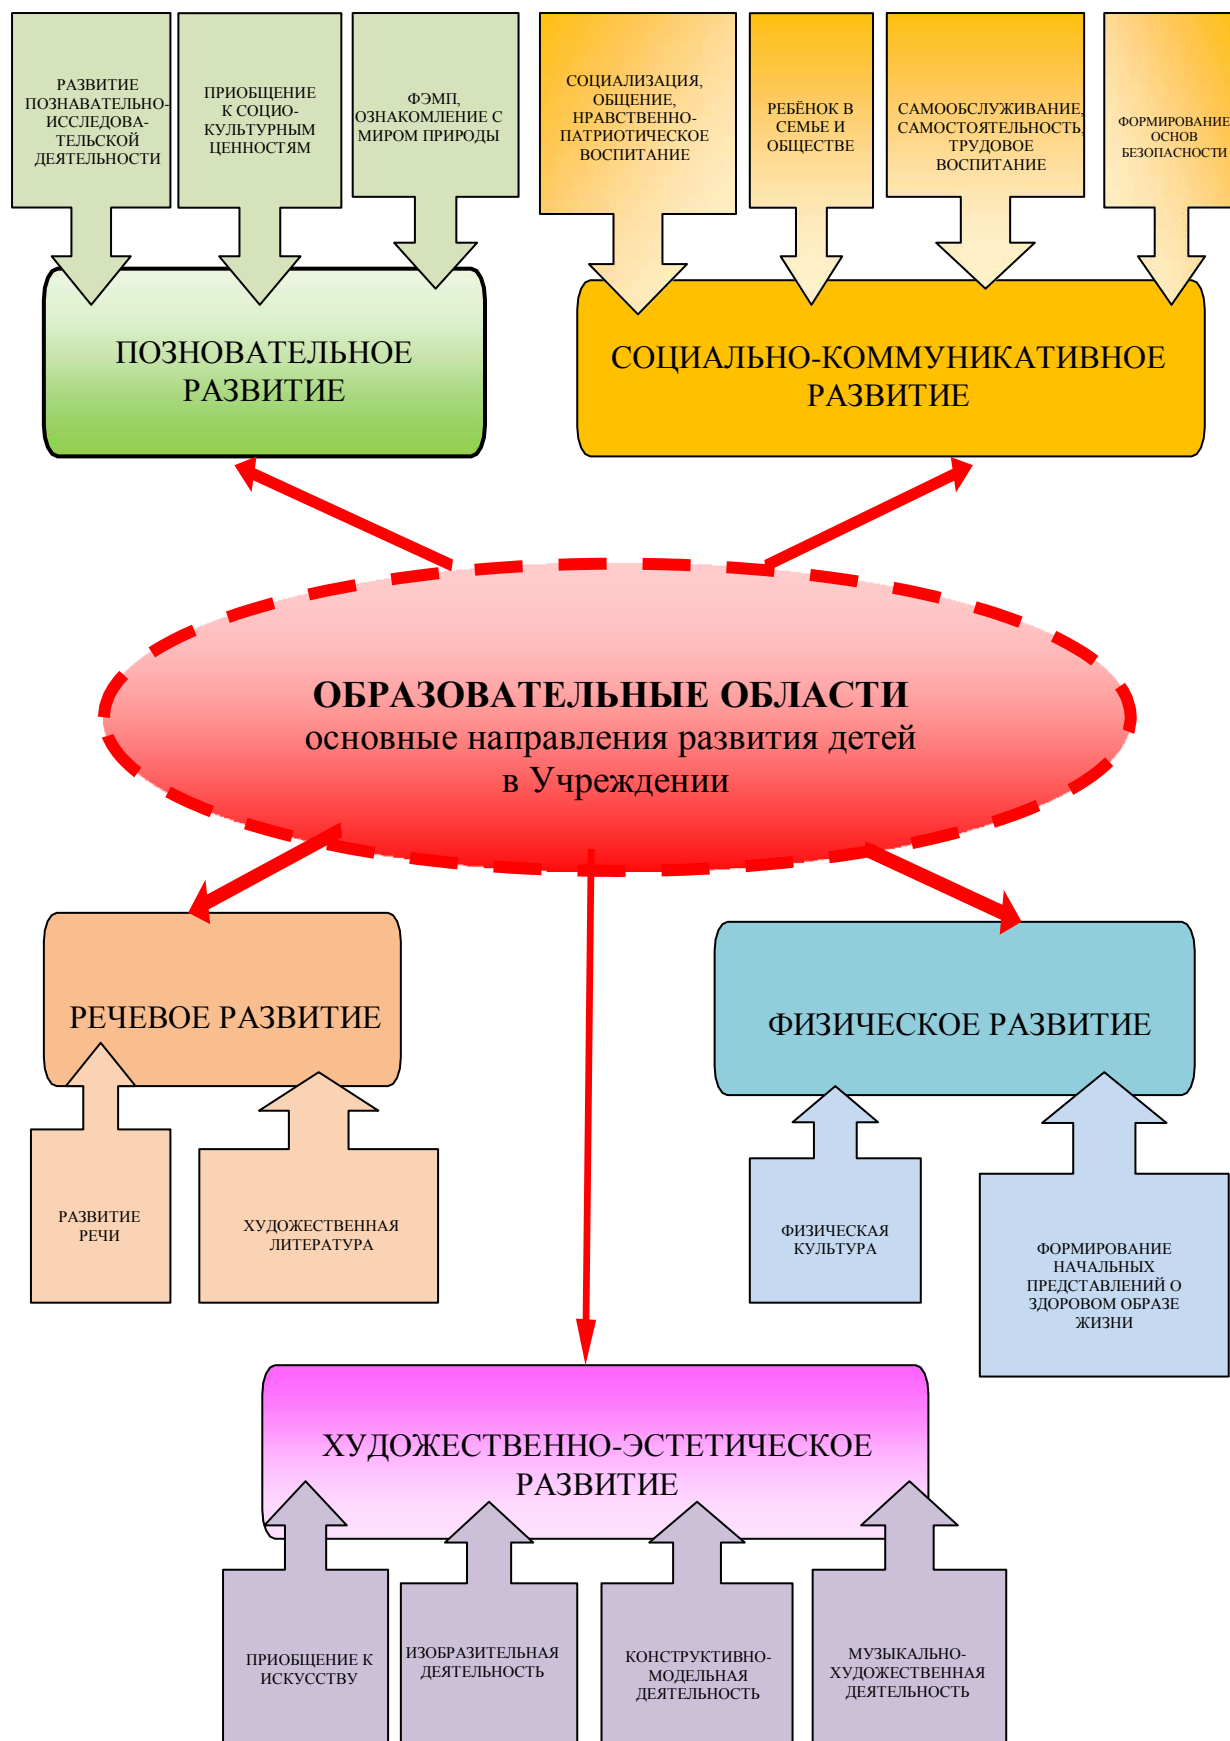 РАЗВИТИЕ
ПОЗНАВАТЕЛЬНО-
ИССЛЕДОВА-
ТЕЛЬСКОЙ
ДЕЯТЕЛЬНОСТИ
ПРИОБЩЕНИЕ
К СОЦИО-
КУЛЬТУРНЫМ
ЦЕННОСТЯМ
ФЭМП,
ОЗНАКОМЛЕНИЕ С
МИРОМ ПРИРОДЫ
СОЦИАЛИЗАЦИЯ,
ОБЩЕНИЕ,
НРАВСТВЕННО-
ПАТРИОТИЧЕСКОЕ
ВОСПИТАНИЕ
РЕБЁНОК В
СЕМЬЕ И
ОБЩЕСТВЕ
САМООБСЛУЖИВАНИЕ,
САМОСТОЯТЕЛЬНОСТЬ,
ТРУДОВОЕ
ВОСПИТАНИЕ
ФОРМИРОВАНИЕ
ОСНОВ
БЕЗОПАСНОСТИ
ПОЗНОВАТЕЛЬНОЕ
РАЗВИТИЕ
СОЦИАЛЬНО-КОММУНИКАТИВНОЕ
РАЗВИТИЕ
ОБРАЗОВАТЕЛЬНЫЕ ОБЛАСТИ
основные направления развития детей
в Учреждении
РЕЧЕВОЕ РАЗВИТИЕ
ФИЗИЧЕСКОЕ РАЗВИТИЕ
РАЗВИТИЕ
РЕЧИ
ХУДОЖЕСТВЕННАЯ
ЛИТЕРАТУРА
ФИЗИЧЕСКАЯ
КУЛЬТУРА
ФОРМИРОВАНИЕ
НАЧАЛЬНЫХ
ПРЕДСТАВЛЕНИЙ О
ЗДОРОВОМ ОБРАЗЕ
ЖИЗНИ
ХУДОЖЕСТВЕННО-ЭСТЕТИЧЕСКОЕ
РАЗВИТИЕ
ПРИОБЩЕНИЕ К
ИСКУССТВУ
ИЗОБРАЗИТЕЛЬНАЯ
ДЕЯТЕЛЬНОСТЬ
КОНСТРУКТИВНО-
МОДЕЛЬНАЯ
ДЕЯТЕЛЬНОСТЬ
МУЗЫКАЛЬНО-
ХУДОЖЕСТВЕННАЯ
ДЕЯТЕЛЬНОСТЬ